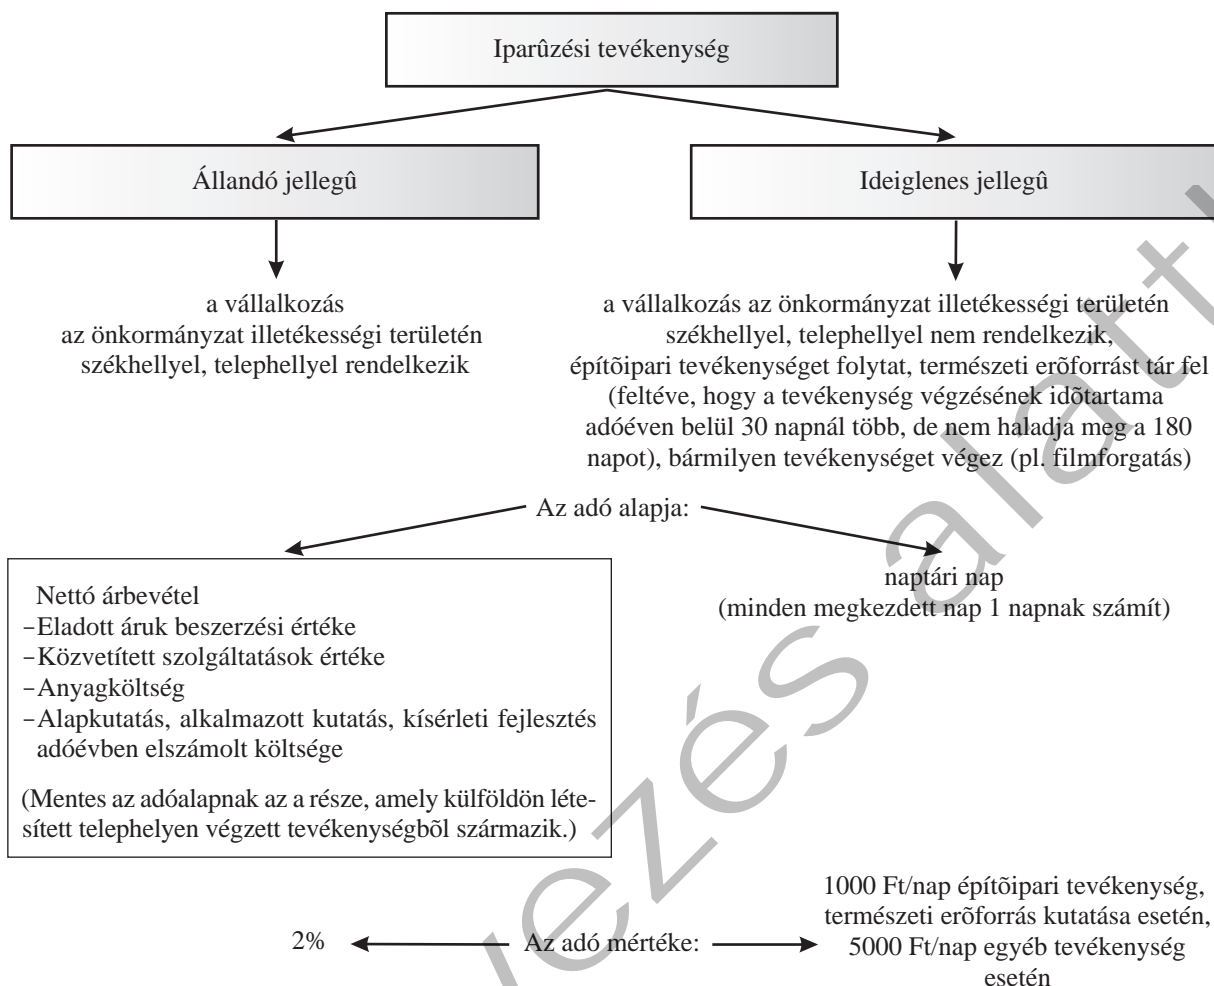 Iparûzési tevékenység
Állandó jellegû
Ideiglenes jellegû
a vállalkozás
az önkormányzat illetékességi területén
székhellyel, telephellyel rendelkezik
a vállalkozás az önkormányzat illetékességi területén
székhellyel, telephellyel nem rendelkezik,
építõipari tevékenységet folytat, természeti erõforrást tár fel
(feltéve, hogy a tevékenység végzésének idõtartama
adóéven belül 30 napnál több, de nem haladja meg a 180
napot), bármilyen tevékenységet végez (pl. filmforgatás)
Az adó alapja:
Nettó árbevétel
–Eladott áruk beszerzési értéke
–Közvetített szolgáltatások értéke
–Anyagköltség
–Alapkutatás, alkalmazott kutatás, kísérleti fejlesztés
adóévben elszámolt költsége
(Mentes az adóalapnak az a része, amely külföldön léte-
sített telephelyen végzett tevékenységbõl származik.)
naptári nap
(minden megkezdett nap 1 napnak számít)
2%
Az adó mértéke:
1000 Ft/nap építõipari tevékenység,
természeti erõforrás kutatása esetén,
5000 Ft/nap egyéb tevékenység
esetén
vezés alatt